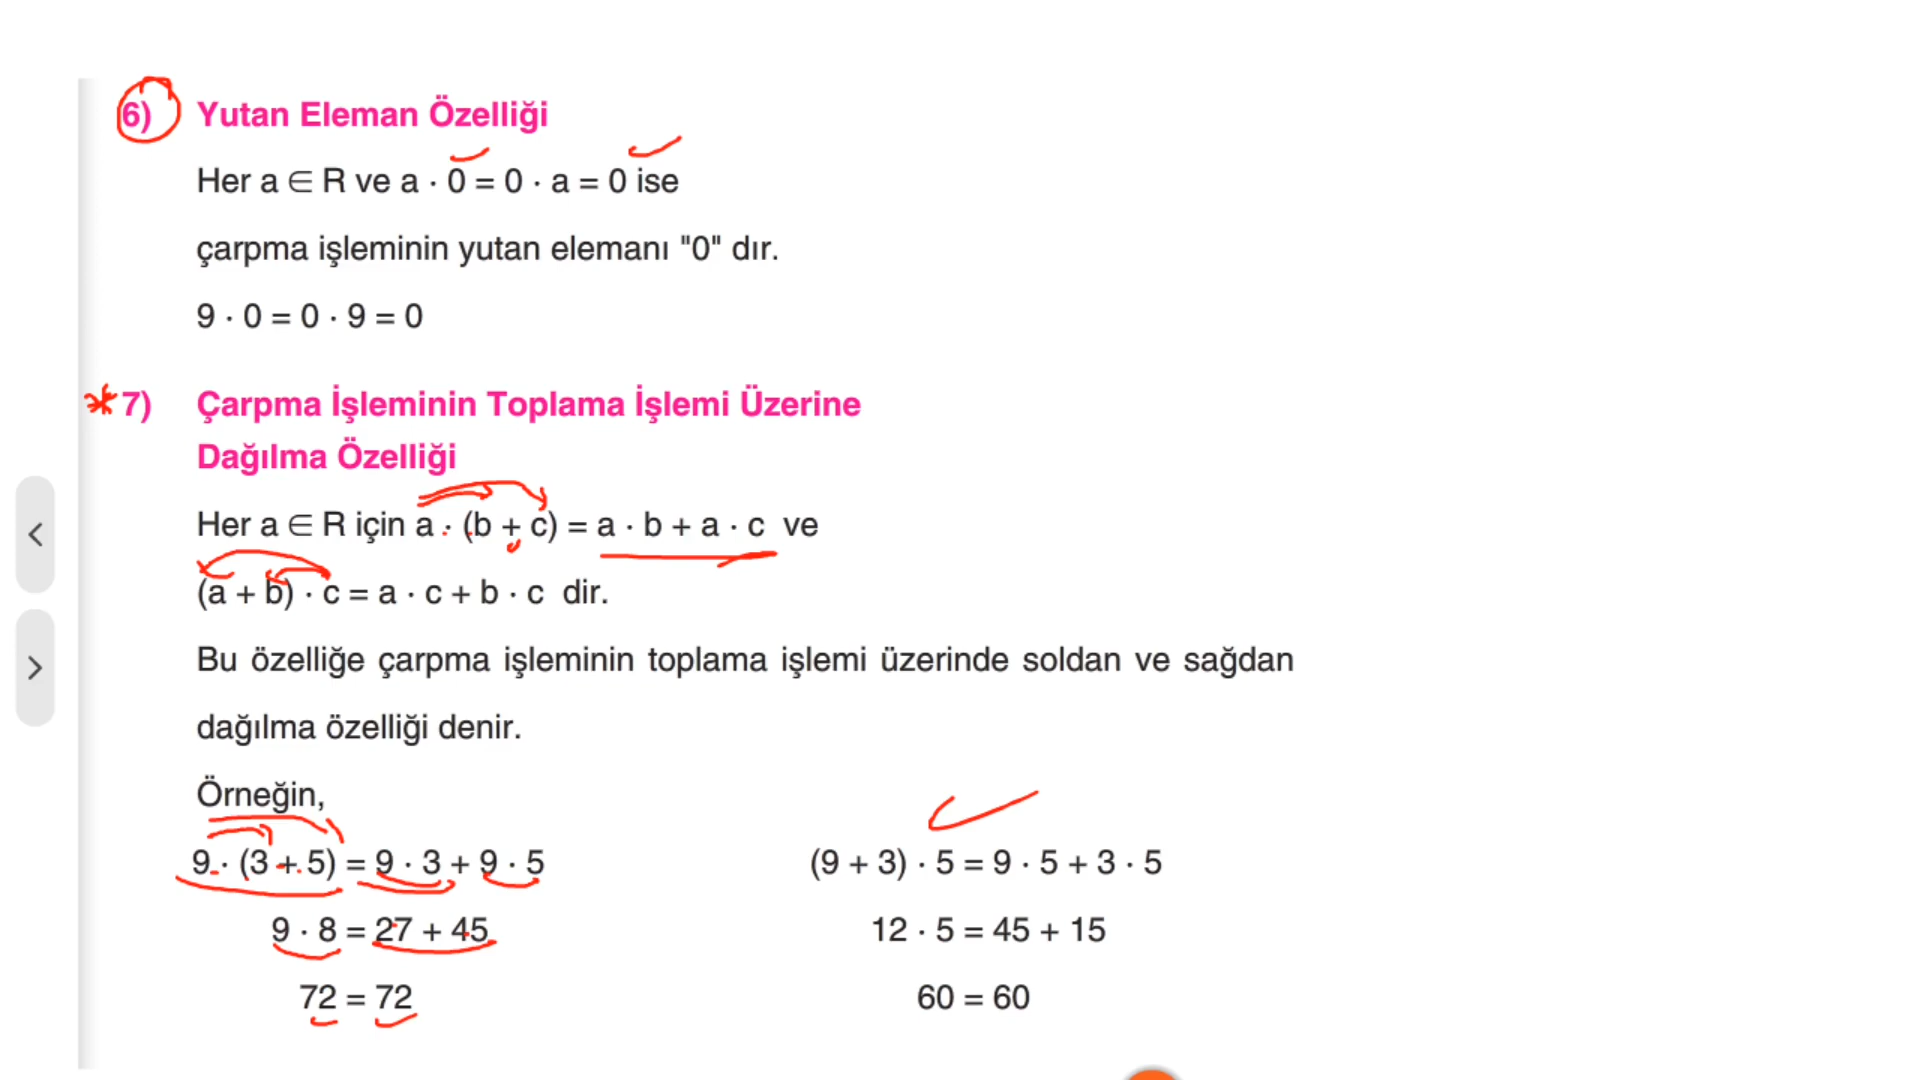 6) Yutan Eleman Özelliği
Her a ∈ R ve a · 0 = 0 · a = 0 ise
çarpma işleminin yutan elemanı "0" dır.
9 · 0 = 0 · 9 = 0
* 7) Çarpma İşleminin Toplama İşlemi Üzerine
Dağılma Özelliği
Her a ∈ R için a · (b + c) = a · b + a · c ve
(a + b) · c = a · c + b · c dir.
Bu özelliğe çarpma işleminin toplama işlemi üzerinde soldan ve sağdan
dağılma özelliği denir.
Örneğin,
9 · (3 + 5) = 9 · 3 + 9 · 5
9 · 8 = 27 + 45
72 = 72
(9 + 3) · 5 = 9 · 5 + 3 · 5
12 · 5 = 45 + 15
60 = 60